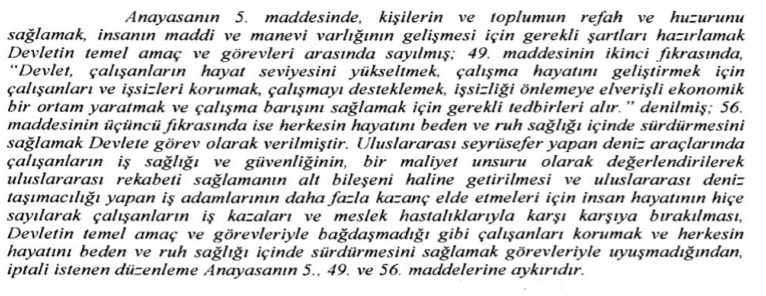 Anayasanın 5. maddesinde, kişilerin ve toplumun refah ve huzurunu
sağlamak, insanın maddi ve manevi varlığının gelişmesi için gerekli şartları hazırlamak
Devletin temel amaç ve görevleri arasında sayılmış; 49. maddesinin ikinci fıkrasında,
“Devlet, çalışanların hayat seviyesini yükseltmek, çalışma hayatını geliştirmek için
çalışanları ve işsizleri korumak, çalışmayı desteklemek, işsizliği önlemeye elverişli ekonomik
bir ortam yaratmak ve çalışma barışını sağlamak için gerekli tedbirleri alır.” denilmiş; 56.
maddesinin üçüncü fıkrasında ise herkesin hayatını beden ve ruh sağlığı içinde sürdürmesini
sağlamak Devlete görev olarak verilmiştir. Uluslararası seyrüsefer yapan deniz araçlarında
çalışanların iş sağlığı ve güvenliğinin, bir maliyet unsuru olarak değerlendirilerek
uluslararası rekabeti sağlamanın alt bileşeni haline getirilmesi ve uluslararası deniz
taşımacılığı yapan iş adamlarının daha fazla kazanç elde etmeleri için insan hayatının hiçe
sayılarak çalışanların iş kazaları ve meslek hastalıklarıyla karşı karşıya bırakılması,
Devletin temel amaç ve görevleriyle bağdaşmadığı gibi çalışanları korumak ve herkesin
hayatını beden ve ruh sağlığı içinde sürdürmesini sağlamak görevleriyle uyuşmadığından,
iptali istenen düzenleme Anayasanın 5., 49. ve 56. maddelerine aykırıdır.